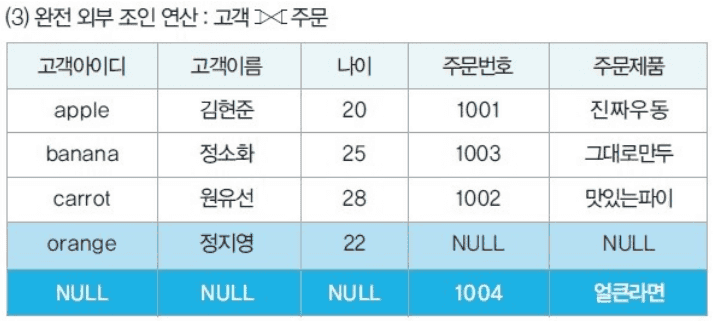 (3) 완전 외부 조인 연산 : 고객 ⟗ 주문
고객아이디 고객이름 나이 주문번호 주문제품
apple 김현준 20 1001 진짜우동
banana 정소화 25 1003 그대로만두
carrot 원유선 28 1002 맛있는파이
orange 정지영 22 NULL NULL
NULL NULL NULL 1004 얼큰라면